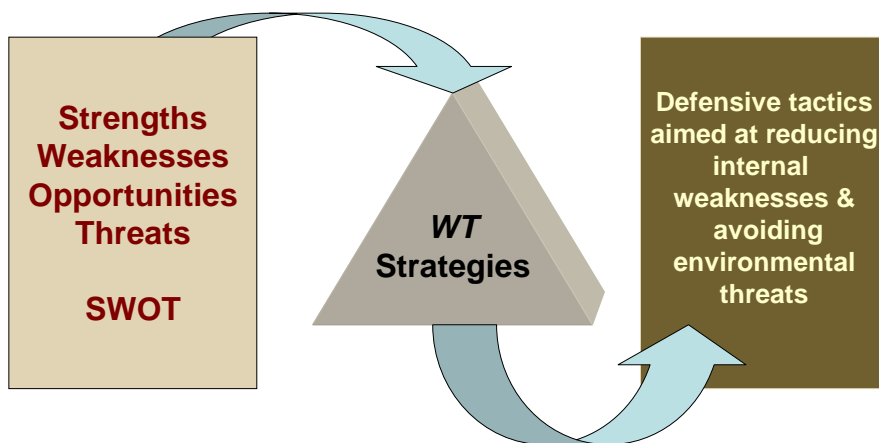 Strengths
Weaknesses
Opportunities
Threats
SWOT
WT
Strategies
Defensive tactics
aimed at reducing
internal
weaknesses &
avoiding
environmental
threats